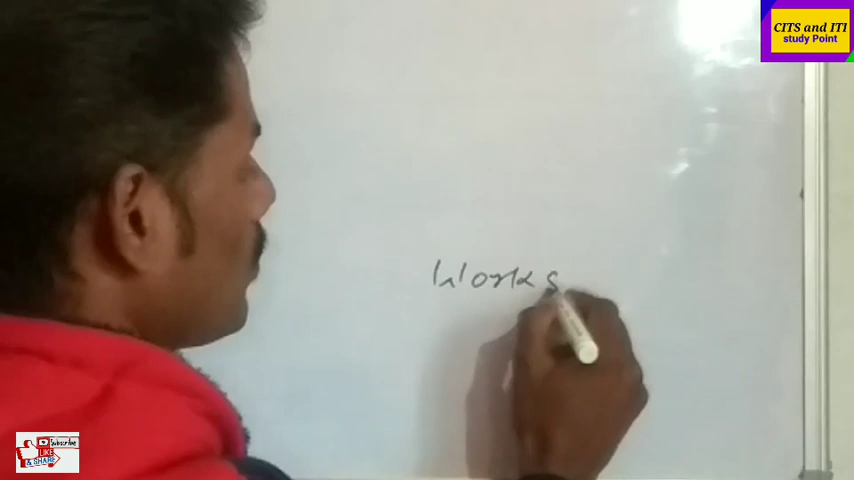 CITS and ITI
study Point
Works
Subscribe
LIKE
& SHARE